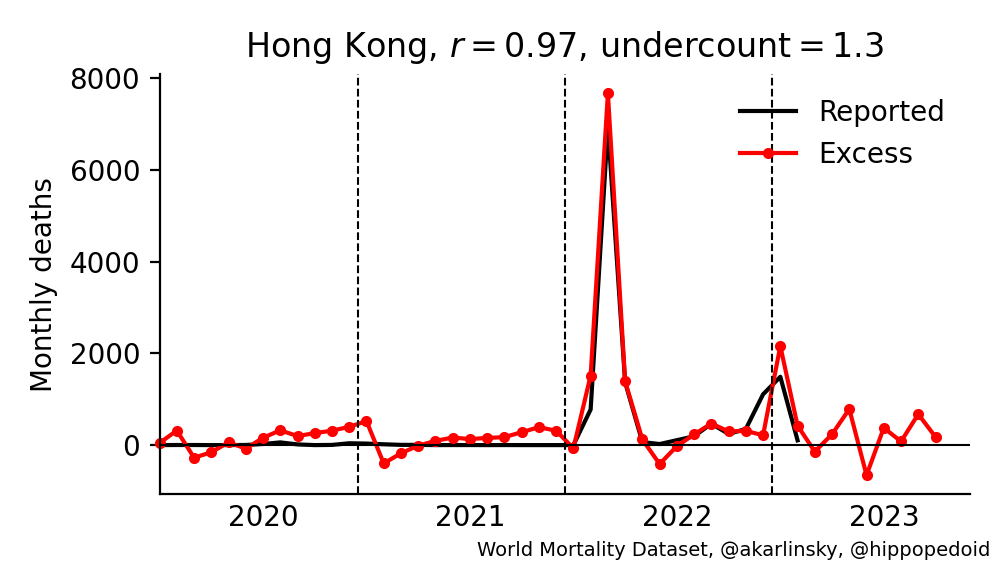 Hong Kong, r = 0.97, undercount = 1.3
8000
6000
4000
2000
0
Monthly deaths
Reported
Excess
2020 2021 2022 2023
World Mortality Dataset, @akarlinsky, @hippopedoid